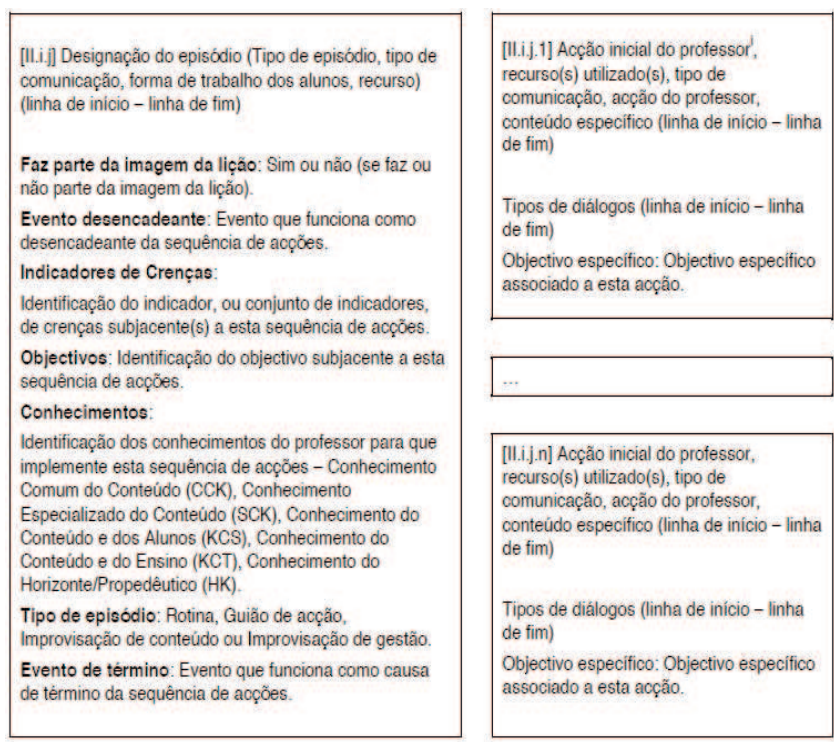 [II.i.j] Designação do episódio (Tipo de episódio, tipo de
comunicação, forma de trabalho dos alunos, recurso)
(linha de início – linha de fim)
Faz parte da imagem da lição: Sim ou não (se faz ou
não parte da imagem da lição).
Evento desencadeante: Evento que funciona como
desencadeante da sequência de acções.
Indicadores de Crenças:
Identificação do indicador, ou conjunto de indicadores,
de crenças subjacente(s) a esta sequência de acções.
Objectivos: Identificação do objectivo subjacente a esta
sequência de acções.
Conhecimentos:
Identificação dos conhecimentos do professor para que
implemente esta sequência de acções – Conhecimento
Comum do Conteúdo (CCK), Conhecimento
Especializado do Conteúdo (SCK), Conhecimento do
Conteúdo e dos Alunos (KCS), Conhecimento do
Conteúdo e do Ensino (KCT), Conhecimento do
Horizonte/Propedêutico (HK).
Tipo de episódio: Rotina, Guião de acção,
Improvisação de conteúdo ou Improvisação de gestão.
Evento de término: Evento que funciona como causa
de término da sequência de acções.
[II.i.j.1] Acção inicial do professor^i,
recurso(s) utilizado(s), tipo de
comunicação, acção do professor,
conteúdo específico (linha de início – linha
de fim)
Tipos de diálogos (linha de início – linha
de fim)
Objectivo específico: Objectivo específico
associado a esta acção.
...
[II.i.j.n] Acção inicial do professor,
recurso(s) utilizado(s), tipo de
comunicação, acção do professor,
conteúdo específico (linha de início – linha
de fim)
Tipos de diálogos (linha de início – linha
de fim)
Objectivo específico: Objectivo específico
associado a esta acção.